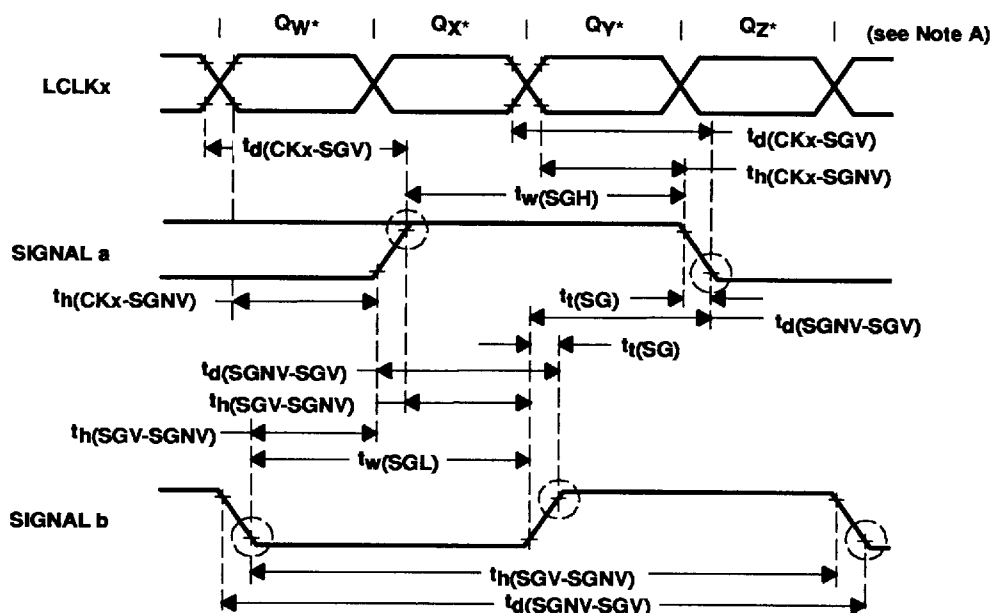 QW* QX* QY* QZ* (see Note A)
LCLKx
td(CKx-SGV) td(CKx-SGV)
th(CKx-SGNV)
tw(SGH)
SIGNAL a
th(CKx-SGNV) tt(SG)
td(SGNV-SGV)
tt(SG)
td(SGNV-SGV)
th(SGV-SGNV)
th(SGV-SGNV)
tw(SGL)
SIGNAL b
th(SGV-SGNV)
td(SGNV-SGV)